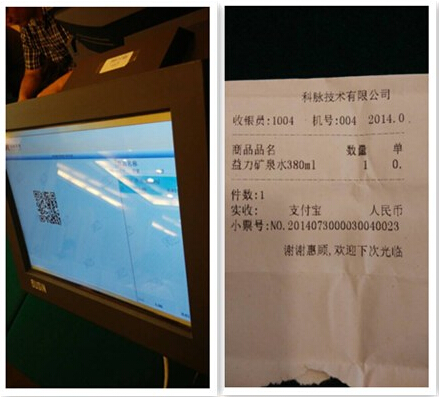 科脉技术有限公司
收银员:1004 机号:004 2014.0
商品品名 数量 单
益力矿泉水380ml 1 0.
件数:1
实收: 支付宝 人民币
小票号:NO.2014073000030040023
谢谢惠顾,欢迎下次光临